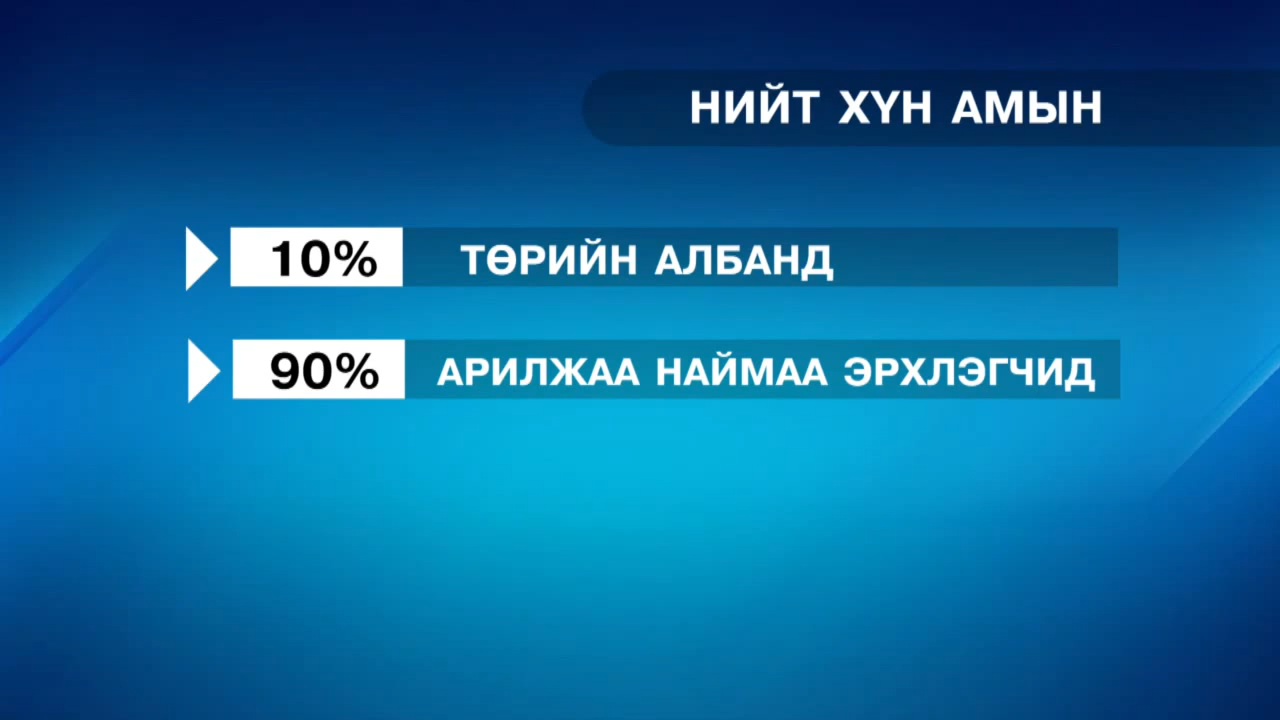 НИЙТ ХҮН АМЫН
10% ТӨРИЙН АЛБАНД
90% АРИЛЖАА НАЙМАА ЭРХЛЭГЧИД